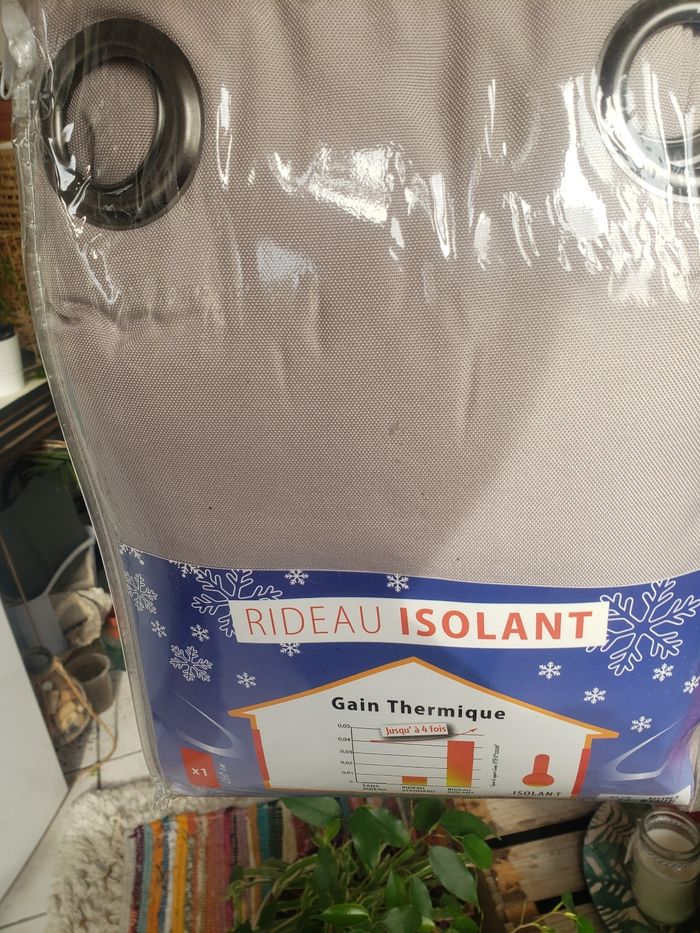 RIDEAU ISOLANT
Gain Thermique
Jusqu' à 4 fois
0,05
0,04
0,03
0,02
0,01
0
SANS RIDEAU
RIDEAU STANDARD
RIDEAU ISOLANT
ISOLANT
x1